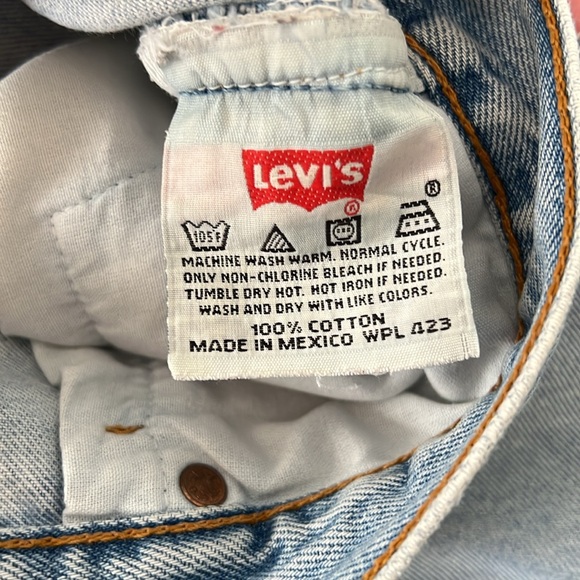 Levi's
®
105°F
®
MACHINE WASH WARM. NORMAL CYCLE.
ONLY NON-CHLORINE BLEACH IF NEEDED.
TUMBLE DRY HOT. HOT IRON IF NEEDED.
WASH AND DRY WITH LIKE COLORS.
100% COTTON
MADE IN MEXICO WPL 423